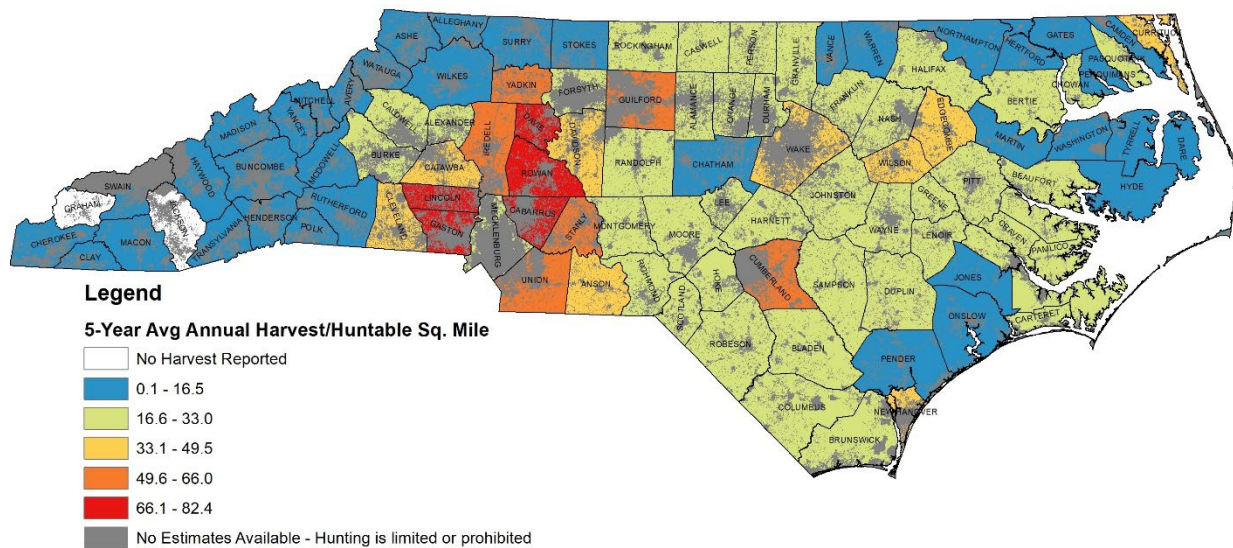 ALLEGHANY
ASHE
SURRY
STOKES
ROCKINGHAM
CASWELL
PERSON
GRANVILLE
VANCE
WARREN
NORTHAMPTON
HERTFORD
GATES
CAMDEN
CURRITUCK
PASQUOTANK
PERQUIMANS
CHOWAN
WATAUGA
WILKES
YADKIN
FORSYTH
GUILFORD
ALAMANCE
ORANGE
DURHAM
FRANKLIN
HALIFAX
NASH
EDGECOMBE
BERTIE
MITCHELL
AVERY
YANCEY
MADISON
CALDWELL
ALEXANDER
IREDELL
DAVIE
DAVIDSON
RANDOLPH
CHATHAM
WAKE
WILSON
MARTIN
WASHINGTON
TYRRELL
DARE
HAYWOOD
BUNCOMBE
MCDOWELL
BURKE
CATAWBA
ROWAN
JOHNSTON
GREENE
PITT
BEAUFORT
HYDE
SWAIN
GRAHAM
JACKSON
RUTHERFORD
CLEVELAND
LINCOLN
GASTON
MECKLENBURG
CABARRUS
STANLY
MONTGOMERY
MOORE
LEE
HARNETT
WAYNE
LENOIR
CRAVEN
PAMLICO
CHEROKEE
CLAY
MACON
TRANSYLVANIA
HENDERSON
POLK
UNION
ANSON
RICHMOND
SCOTLAND
HOKE
CUMBERLAND
SAMPSON
DUPLIN
JONES
ONSLOW
CARTERET
ROBESON
BLADEN
PENDER
COLUMBUS
NEW HANOVER
BRUNSWICK
Legend
5-Year Avg Annual Harvest/Huntable Sq. Mile
No Harvest Reported
0.1 - 16.5
16.6 - 33.0
33.1 - 49.5
49.6 - 66.0
66.1 - 82.4
No Estimates Available - Hunting is limited or prohibited